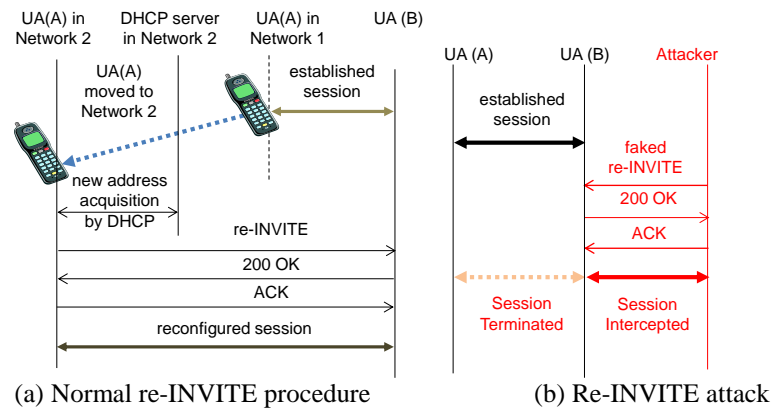 UA(A) in
Network 2
DHCP server
in Network 2
UA(A) in
Network 1
UA (B)
UA(A)
moved to
Network 2
established
session
new address
acquisition
by DHCP
re-INVITE
200 OK
ACK
reconfigured session
(a) Normal re-INVITE procedure
UA (A)
UA (B)
Attacker
established
session
faked
re-INVITE
200 OK
ACK
Session
Terminated
Session
Intercepted
(b) Re-INVITE attack